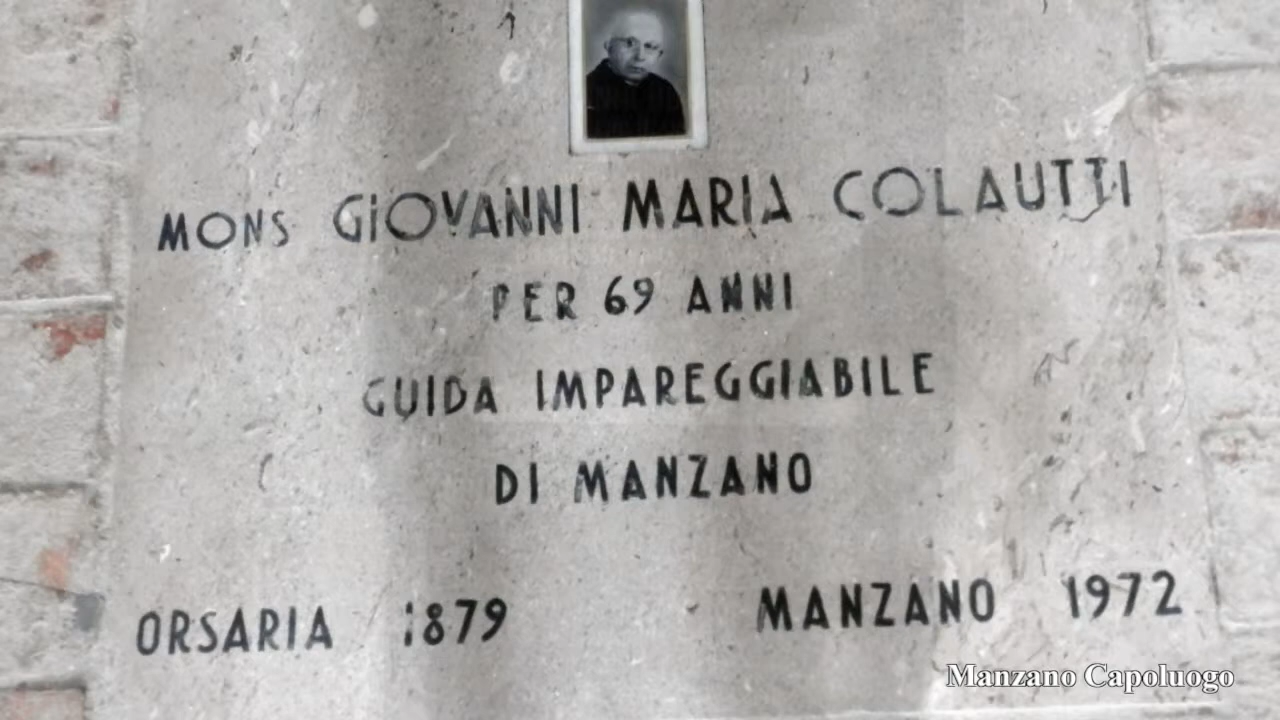 MONS GIOVANNI MARIA COLAUTTI
PER 69 ANNI
GUIDA IMPAREGGIABILE
DI MANZANO
ORSARIA 1879 MANZANO 1972
Manzano Capoluogo